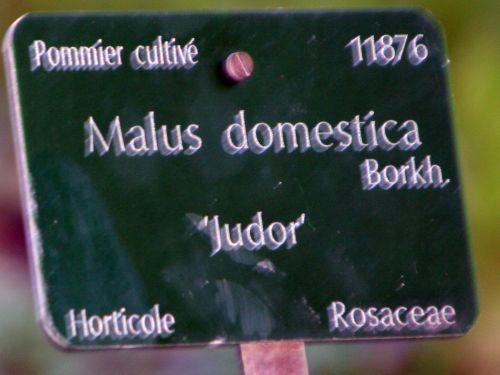 Pommier cultivé 11876
Malus domestica
Borkh.
'Judor'
Horticole Rosaceae